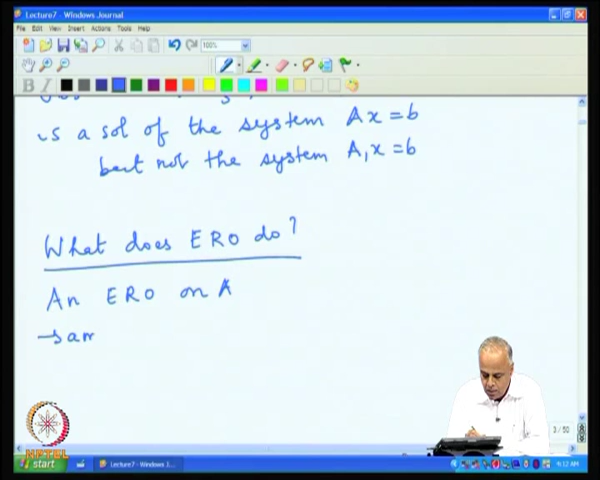 Lecture7 - Windows Journal
File Edit View Insert Actions Tools Help
100%
is a sol of the system Ax = b
but not the system A,x = b
What does ERO do?
An ERO on A
→sam
3 / 50
NPTEL
start
Lecture7 - Windows J...
9:12 AM